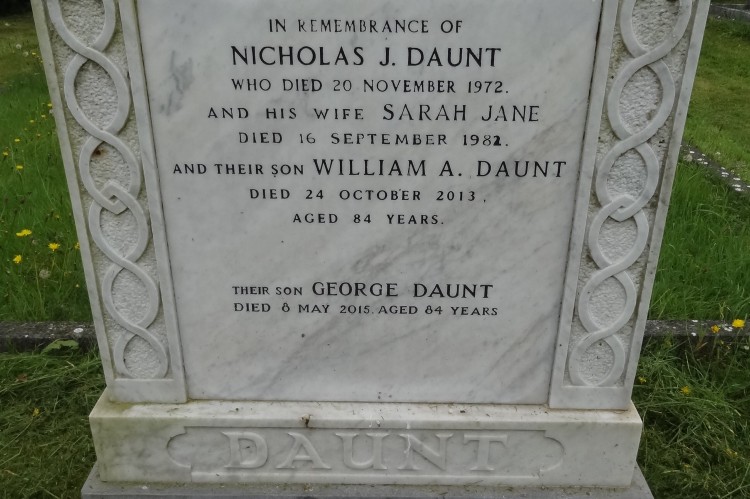 IN REMEMBRANCE OF
NICHOLAS J. DAUNT
WHO DIED 20 NOVEMBER 1972.
AND HIS WIFE SARAH JANE
DIED 16 SEPTEMBER 1982.
AND THEIR SON WILLIAM A. DAUNT
DIED 24 OCTOBER 2013,
AGED 84 YEARS.
THEIR SON GEORGE DAUNT
DIED 8 MAY 2015. AGED 84 YEARS
DAUNT